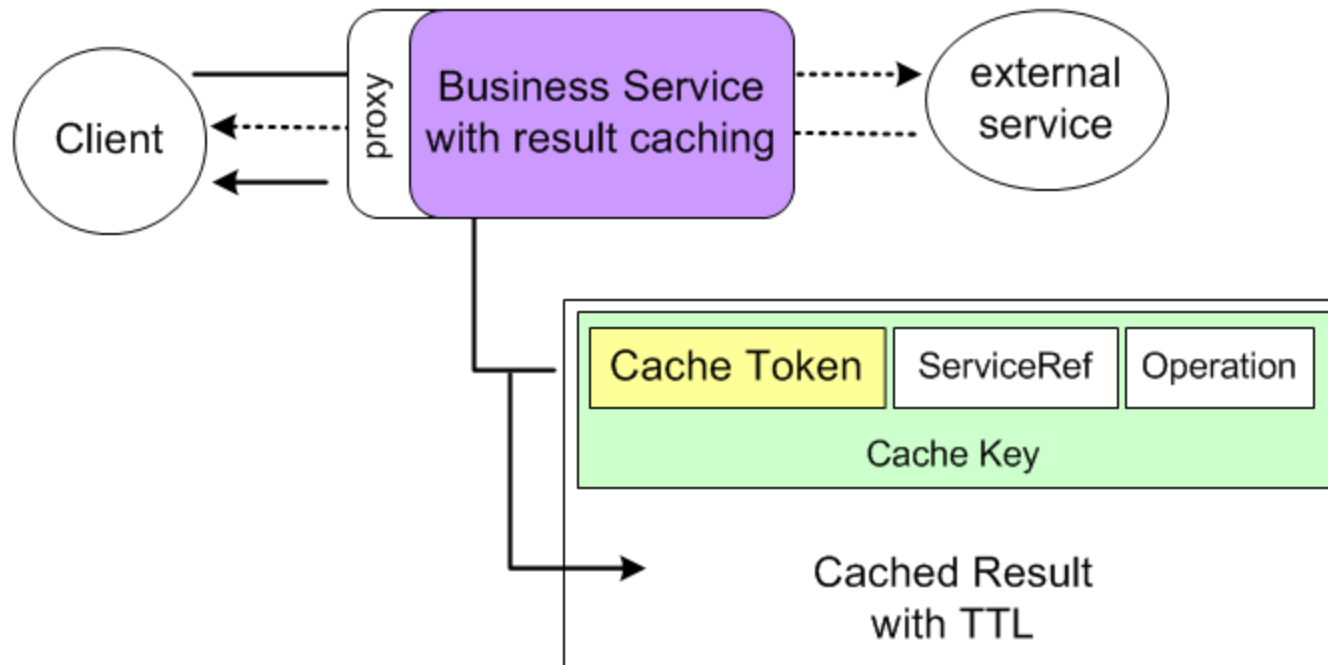 Client
proxy
Business Service
with result caching
external
service
Cache Token
ServiceRef
Operation
Cache Key
Cached Result
with TTL